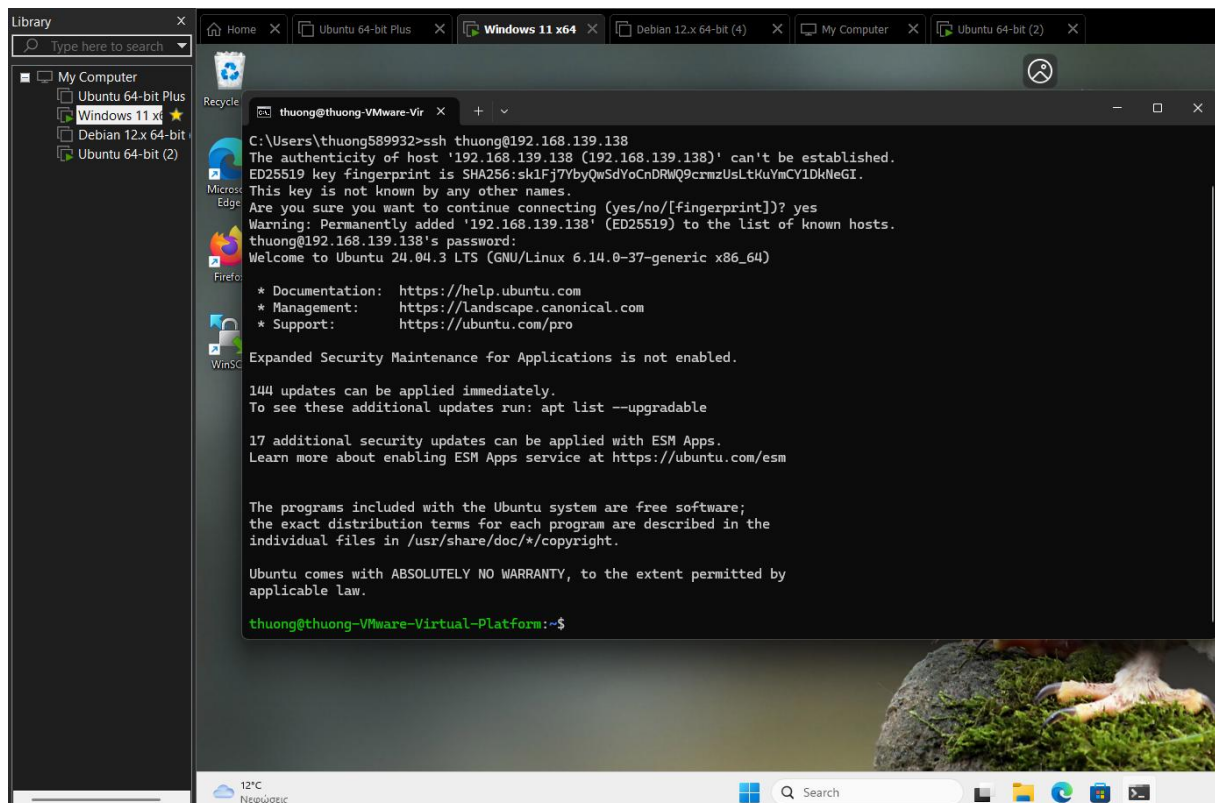 Library
Type here to search
My Computer
Ubuntu 64-bit Plus
Windows 11 x6
Debian 12.x 64-bit
Ubuntu 64-bit (2)
Home
Ubuntu 64-bit Plus
Windows 11 x64
Debian 12.x 64-bit (4)
My Computer
Ubuntu 64-bit (2)
Recycle
Edge
Firefo
WinSC
thuong@thuong-VMware-Vir
C:\Users\thuong589932>ssh thuong@192.168.139.138
The authenticity of host '192.168.139.138 (192.168.139.138)' can't be established.
ED25519 key fingerprint is SHA256:sk1Fj7YbyQwSdYoCnDRWQ9crmzUsLtKuYmCY1DkNeGI.
This key is not known by any other names.
Are you sure you want to continue connecting (yes/no/[fingerprint])? yes
Warning: Permanently added '192.168.139.138' (ED25519) to the list of known hosts.
thuong@192.168.139.138's password:
Welcome to Ubuntu 24.04.3 LTS (GNU/Linux 6.14.0-37-generic x86_64)
* Documentation: https://help.ubuntu.com
* Management: https://landscape.canonical.com
* Support: https://ubuntu.com/pro
Expanded Security Maintenance for Applications is not enabled.
144 updates can be applied immediately.
To see these additional updates run: apt list --upgradable
17 additional security updates can be applied with ESM Apps.
Learn more about enabling ESM Apps service at https://ubuntu.com/esm
The programs included with the Ubuntu system are free software;
the exact distribution terms for each program are described in the
individual files in /usr/share/doc/*/copyright.
Ubuntu comes with ABSOLUTELY NO WARRANTY, to the extent permitted by
applicable law.
thuong@thuong-VMware-Virtual-Platform:~$
12°C
Νεφώσεις
Search